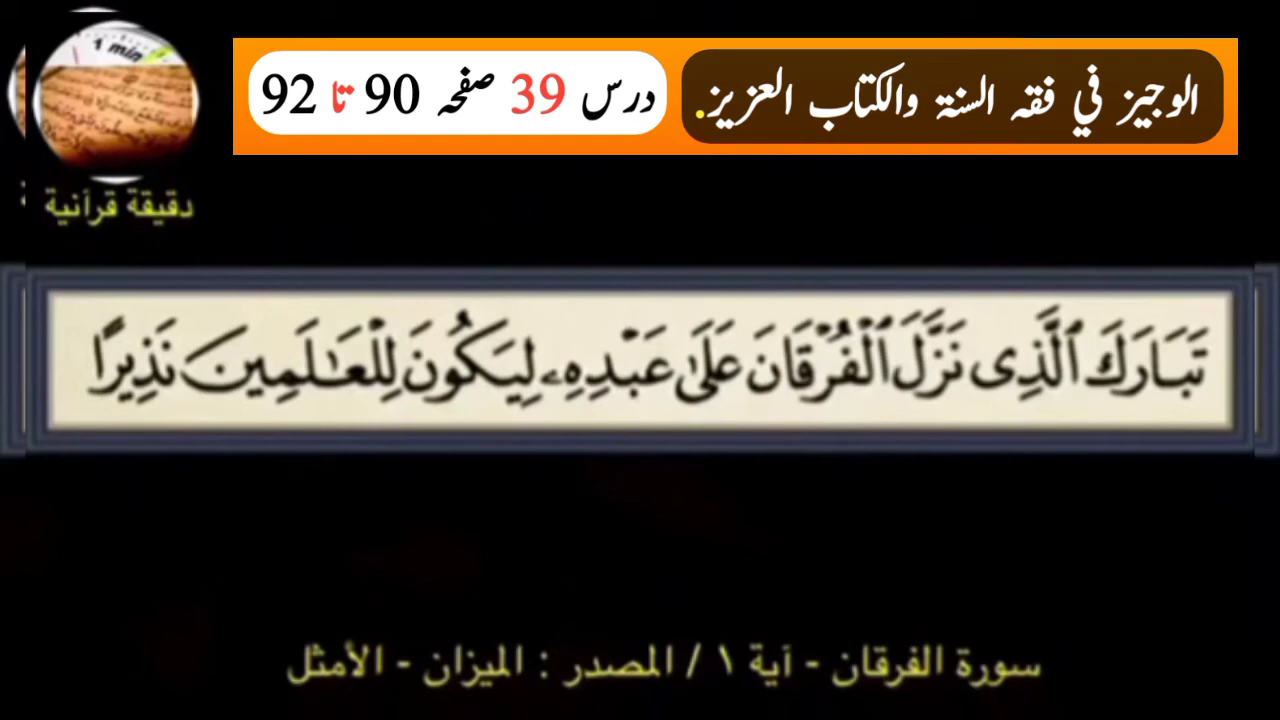 1 min
الوجيز في فقه السنة والكتاب العزيز.
درس 39 صفحہ 90 تا 92
دقيقة قرآنية
تَبَارَكَ ٱلَّذِى نَزَّلَ ٱلْفُرْقَانَ عَلَىٰ عَبْدِهِۦ لِيَكُونَ لِلْعَـٰلَمِينَ نَذِيرًا
سورة الفرقان - آية ١ / المصدر : الميزان - الأمثل